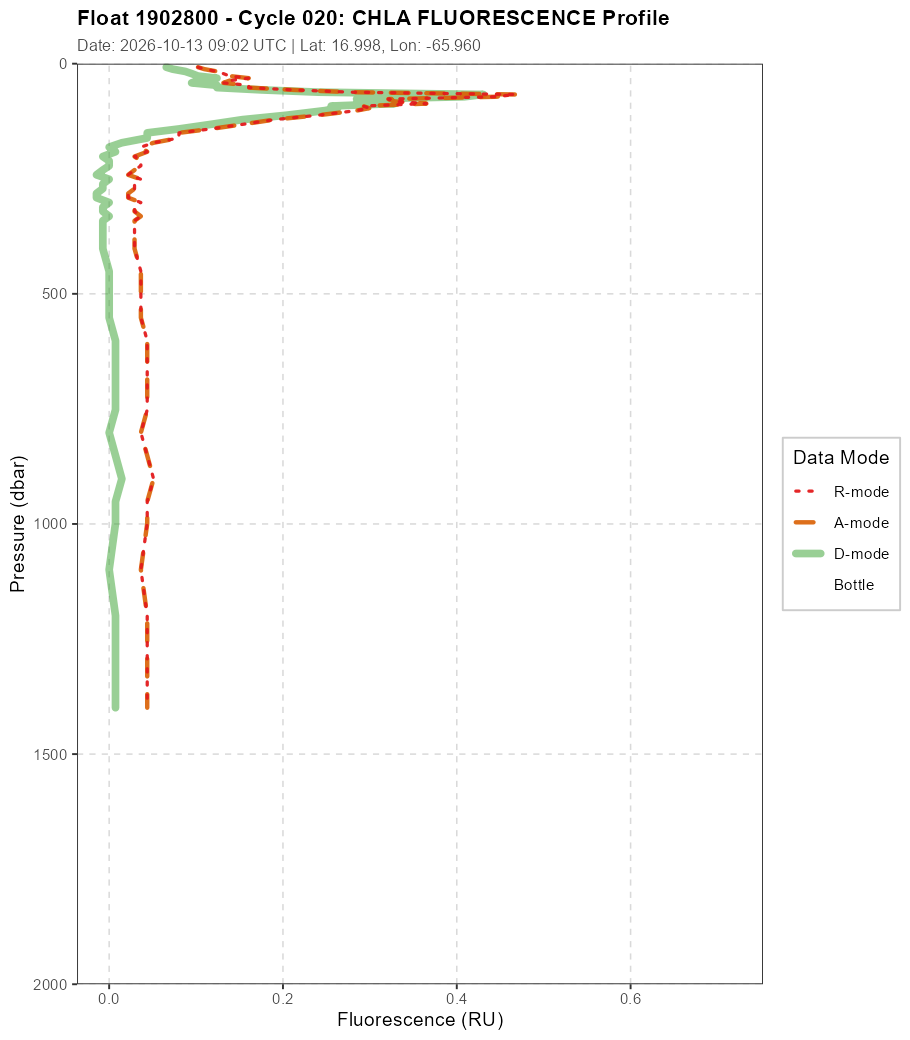 Float 1902800 - Cycle 020: CHLA FLUORESCENCE Profile
Date: 2026-10-13 09:02 UTC | Lat: 16.998, Lon: -65.960
0
500
1000
1500
2000
Pressure (dbar)
0.0 0.2 0.4 0.6
Fluorescence (RU)
Data Mode
R-mode
A-mode
D-mode
Bottle